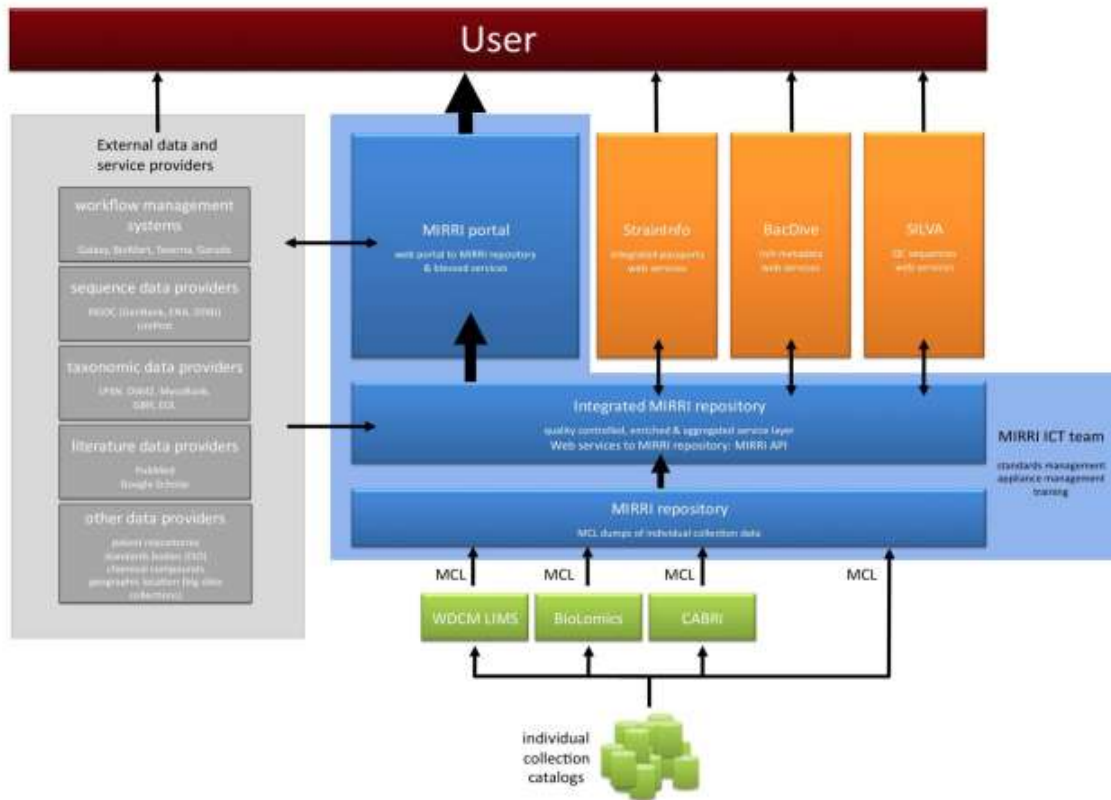 User
External data and
service providers
workflow management
systems
Galaxy, BioMart, Taverna,
sequence data providers
INSDC (GenBank, ENA, DDBJ)
UniProt
taxonomic data providers
MycoBank,
GBIF, EOL
literature data providers
PubMed
Google Scholar
other data providers
patent repositories
standards bodies
chemical compounds
geographic location
collections)
MIRRI portal
web portal to MIRRI repository
& blessed services
StrainInfo
integrated passports
web services
BacDive
rich metadata
web services
SILVA
QC sequences
web services
Integrated MIRRI repository
quality controlled, enriched & aggregated service layer
Web services to MIRRI repository: MIRRI API
MIRRI ICT team
standards management
appliance management
training
MIRRI repository
MCL dumps of individual collection data
MCL
MCL
MCL
MCL
WDCM LIMS
BioLomics
CABRI
individual
collection
catalogs